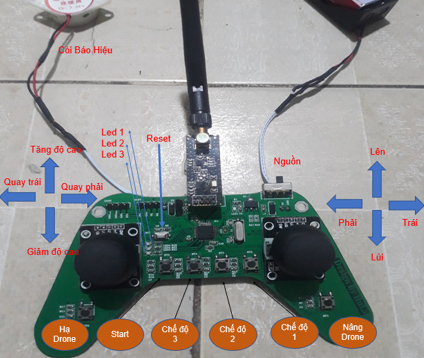 Còi Báo Hiệu
Led 1
Led 2
Led 3
Reset
Nguồn
Tăng độ cao
Quay trái
Quay phải
Giảm độ cao
Lên
Phải
Trái
Lùi
Hạ
Drone
Start
Chế độ
3
Chế độ
2
Chế độ
1
Nâng
Drone